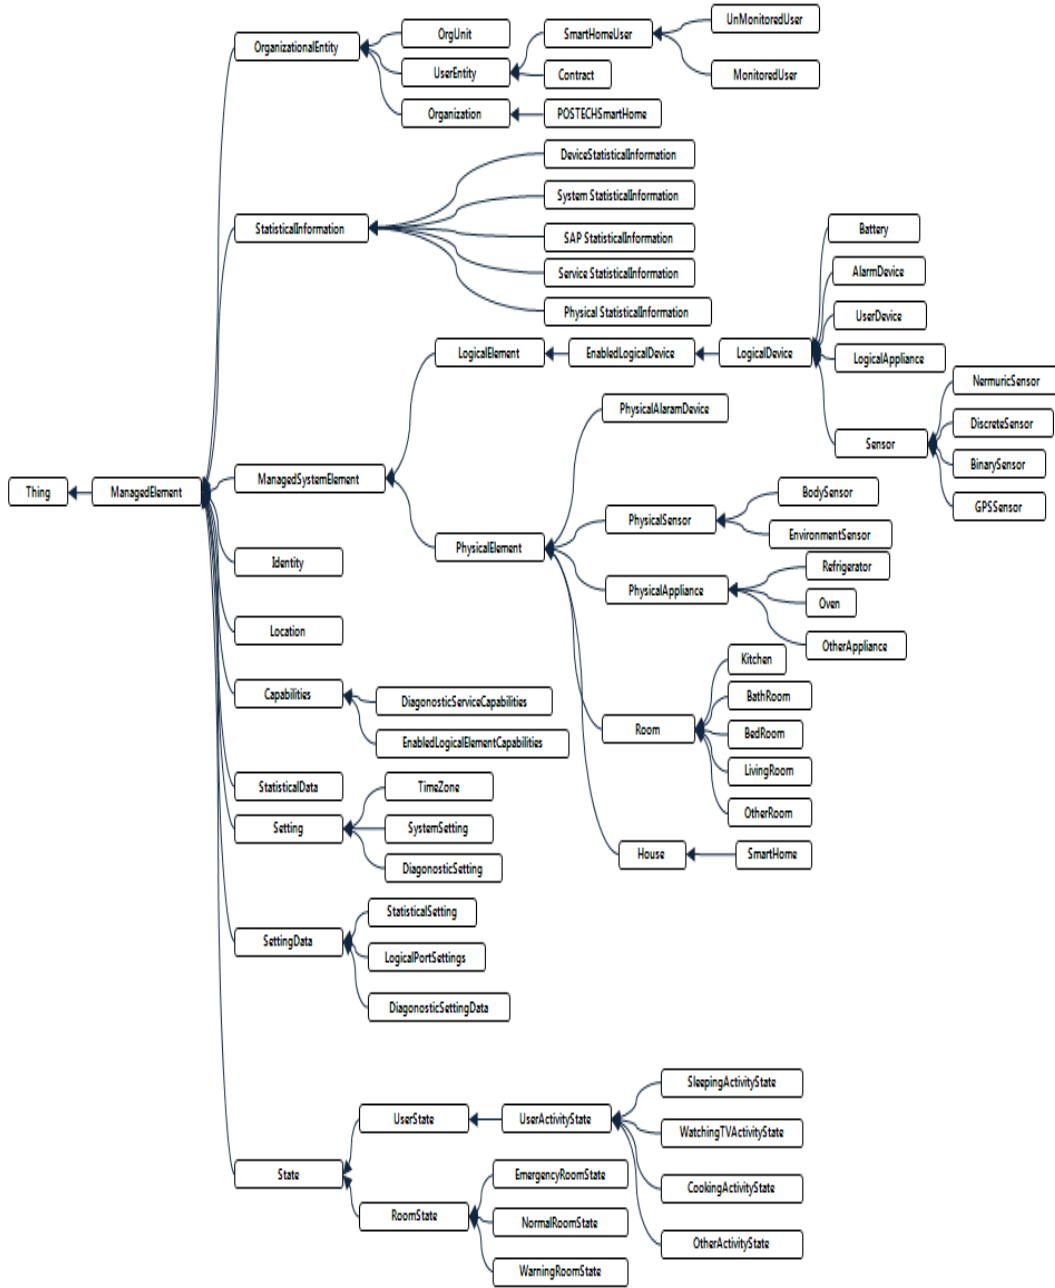 UnMonitoredUser
OrgUnit
SmartHomeUser
OrganizationalEntity
UserEntity
Contract
MonitoredUser
Organization
POSTECHSmartHome
DeviceStatisticalInformation
System StatisticalInformation
StatisticalInformation
SAP StatisticalInformation
Service StatisticalInformation
Physical StatisticalInformation
Battery
AlarmDevice
UserDevice
LogicalElement
EnabledLogicalDevice
LogicalDevice
LogicalAppliance
NermuricSensor
DiscreteSensor
Sensor
BinarySensor
GPSSensor
PhysicalAlaramDevice
ManagedSystemElement
Thing
ManagedElement
BodySensor
PhysicalSensor
EnvironmentSensor
PhysicalElement
Identity
Refrigerator
PhysicalAppliance
Oven
OtherAppliance
Location
Kitchen
Capabilities
DiagonosticServiceCapabilities
BathRoom
Room
BedRoom
EnabledLogicalElementCapabilities
LivingRoom
StatisticalData
TimeZone
OtherRoom
Setting
SystemSetting
House
SmartHome
DiagonosticSetting
StatisticalSetting
SettingData
LogicalPortSettings
DiagonosticSettingData
SleepingActivityState
UserState
UserActivityState
WatchingTVActivityState
State
EmergencyRoomState
CookingActivityState
RoomState
NormalRoomState
OtherActivityState
WarningRoomState